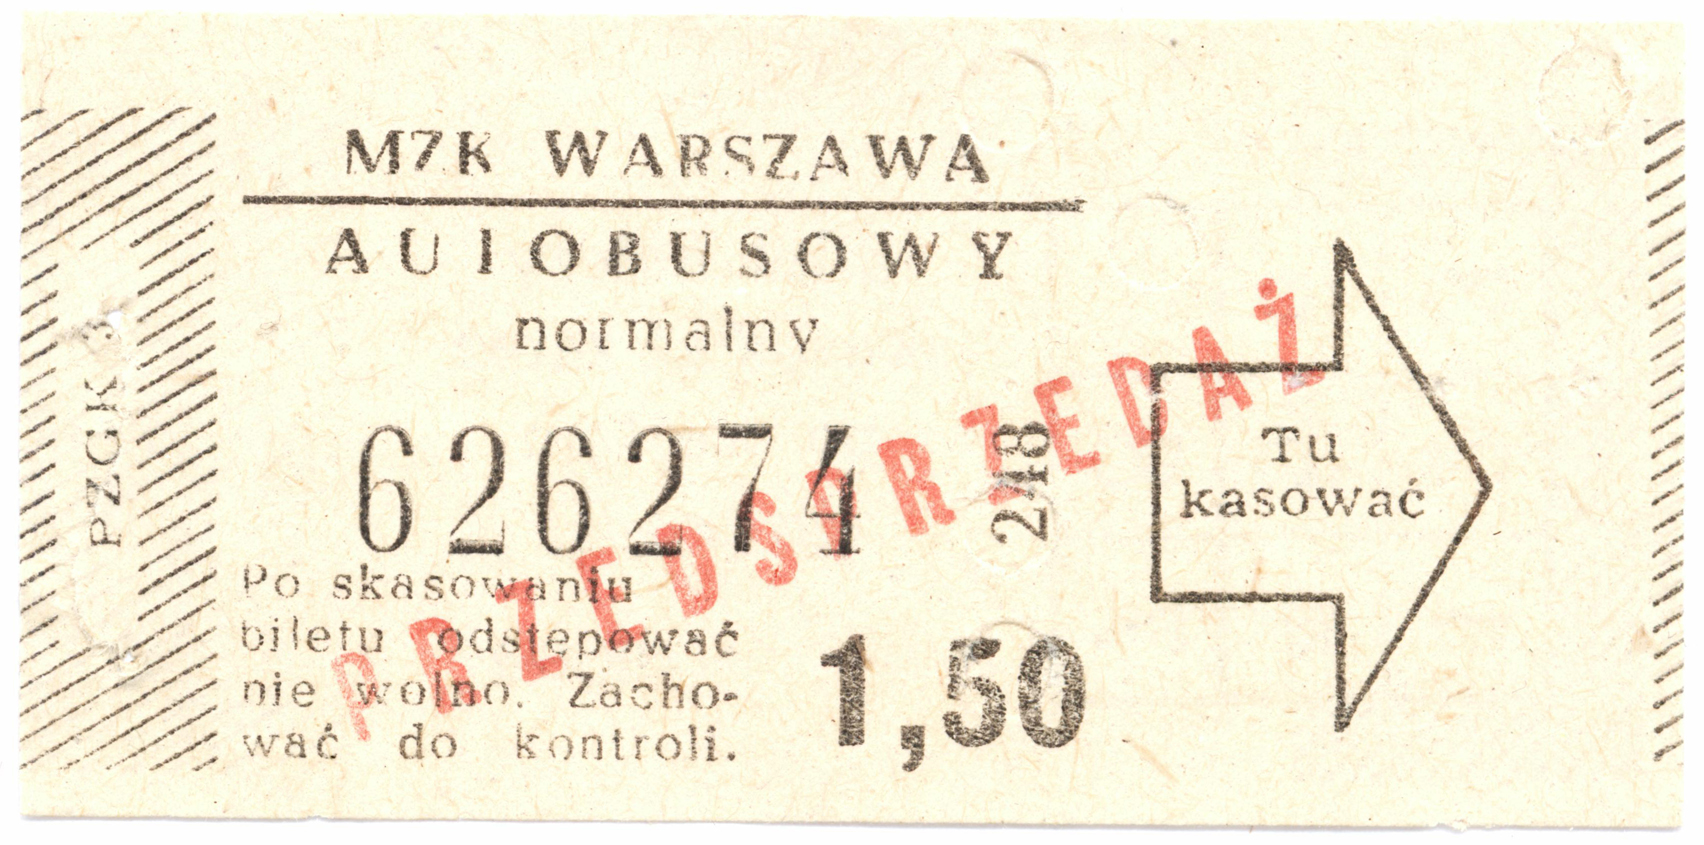 MZK WARSZAWA
AUTOBUSOWY
normalny
626274
248
Po skasowaniu
biletu odstępować
nie wolno. Zacho-
wać do kontroli.
1,50
PRZEDSPRZEDAŻ
Tu
kasować
PZGK 3